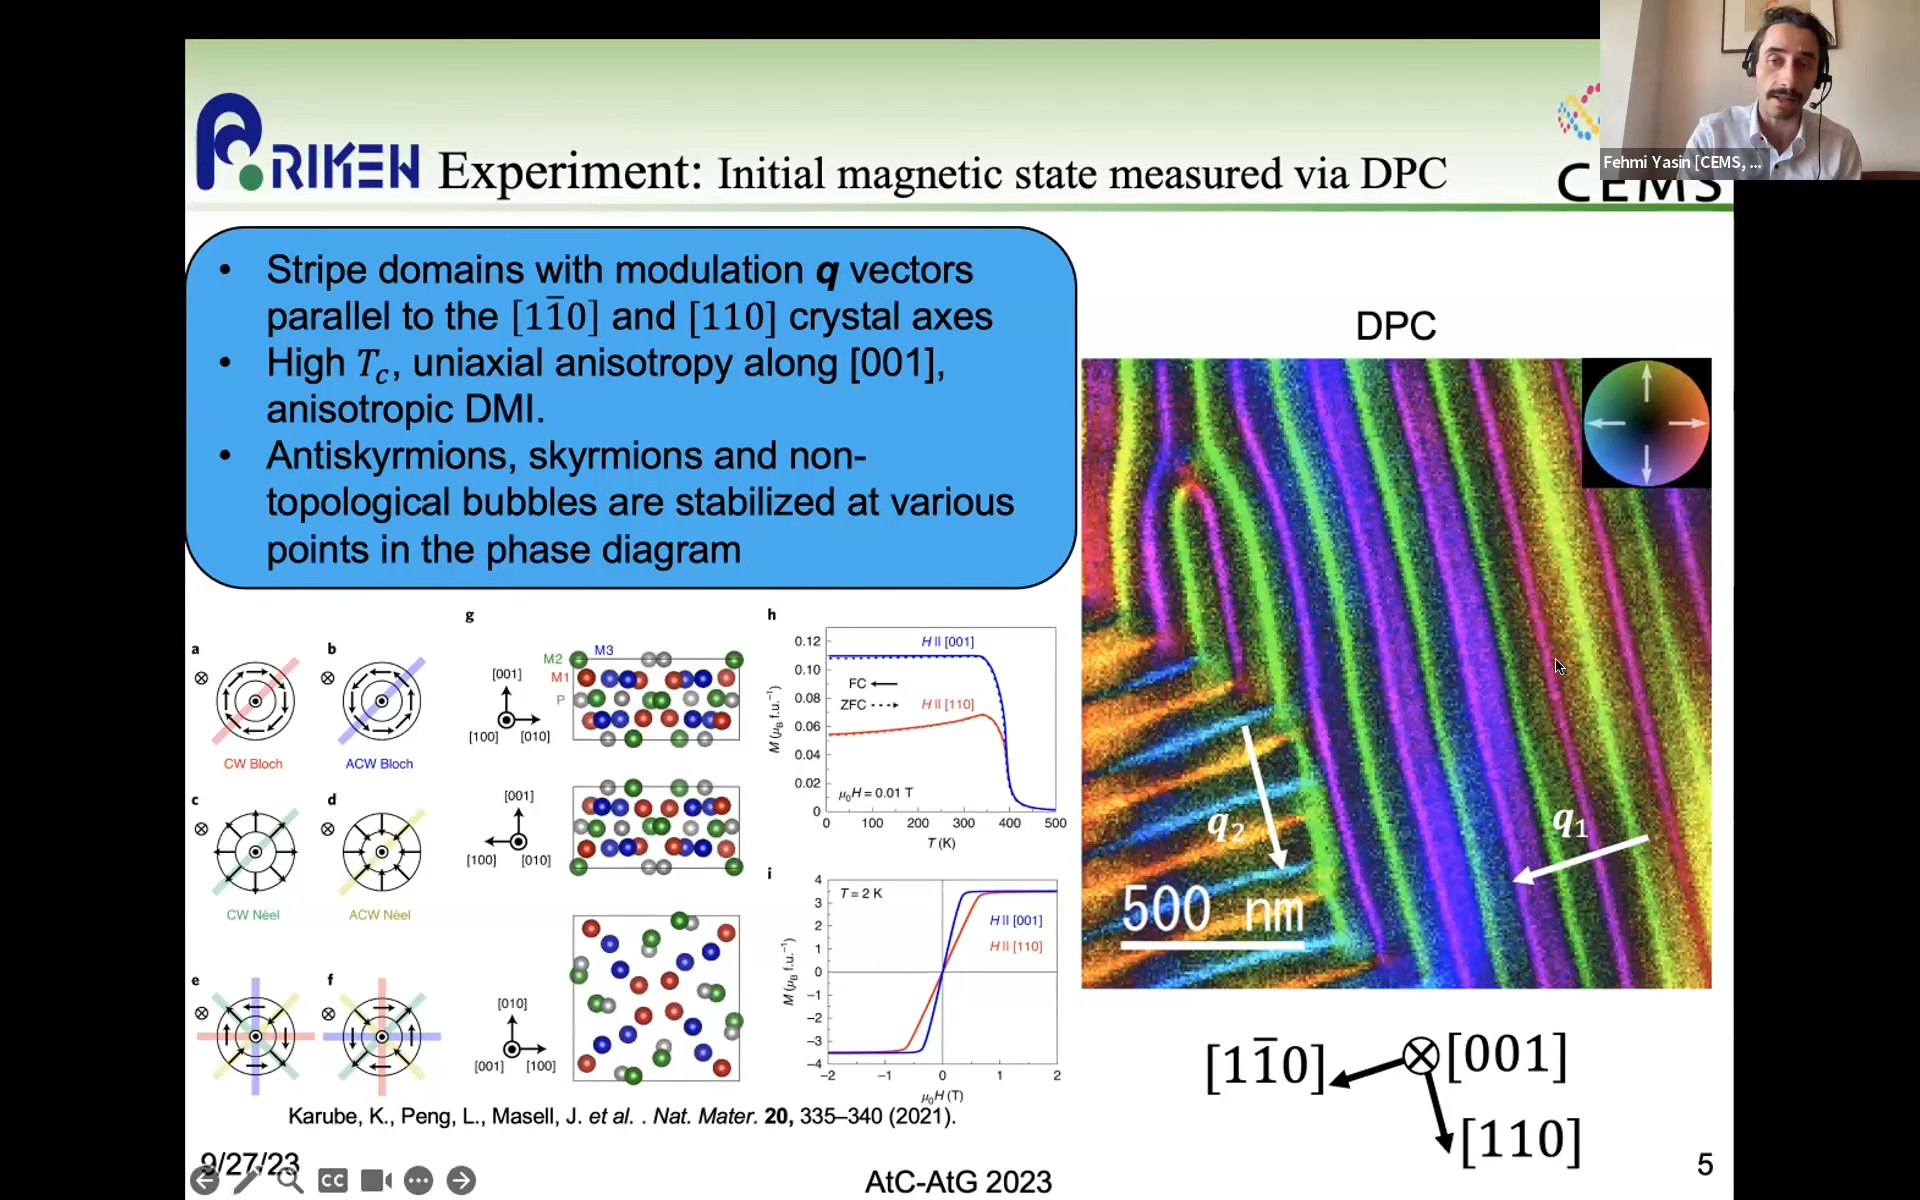 RIKEN
Experiment: Initial magnetic state measured via DPC
CEMS
Fehmi Yasin [CEMS, ...
• Stripe domains with modulation q vectors
parallel to the [11̅0] and [110] crystal axes
• High Tc, uniaxial anisotropy along [001],
anisotropic DMI.
• Antiskyrmions, skyrmions and non-
topological bubbles are stabilized at various
points in the phase diagram
DPC
q2
q1
500 nm
[11̅0]
[001]
[110]
a
b
CW Bloch
ACW Bloch
c
d
CW Néel
ACW Néel
e
f
g
M2
M3
M1
P
[001]
[100]
[010]
[001]
[100]
[010]
[010]
[001]
[100]
h
0.12
0.10
0.08
0.06
0.04
0.02
0
M (μB f.u.⁻¹)
H || [001]
FC
ZFC
H || [110]
μ0H = 0.01 T
0 100 200 300 400 500
T (K)
i
4
3
2
1
0
−1
−2
−3
−4
M (μB f.u.⁻¹)
T = 2 K
H || [001]
H || [110]
−2 −1 0 1 2
μ0H (T)
Karube, K., Peng, L., Masell, J. et al. . Nat. Mater. 20, 335–340 (2021).
9/27/23
CC
AtC-AtG 2023
5